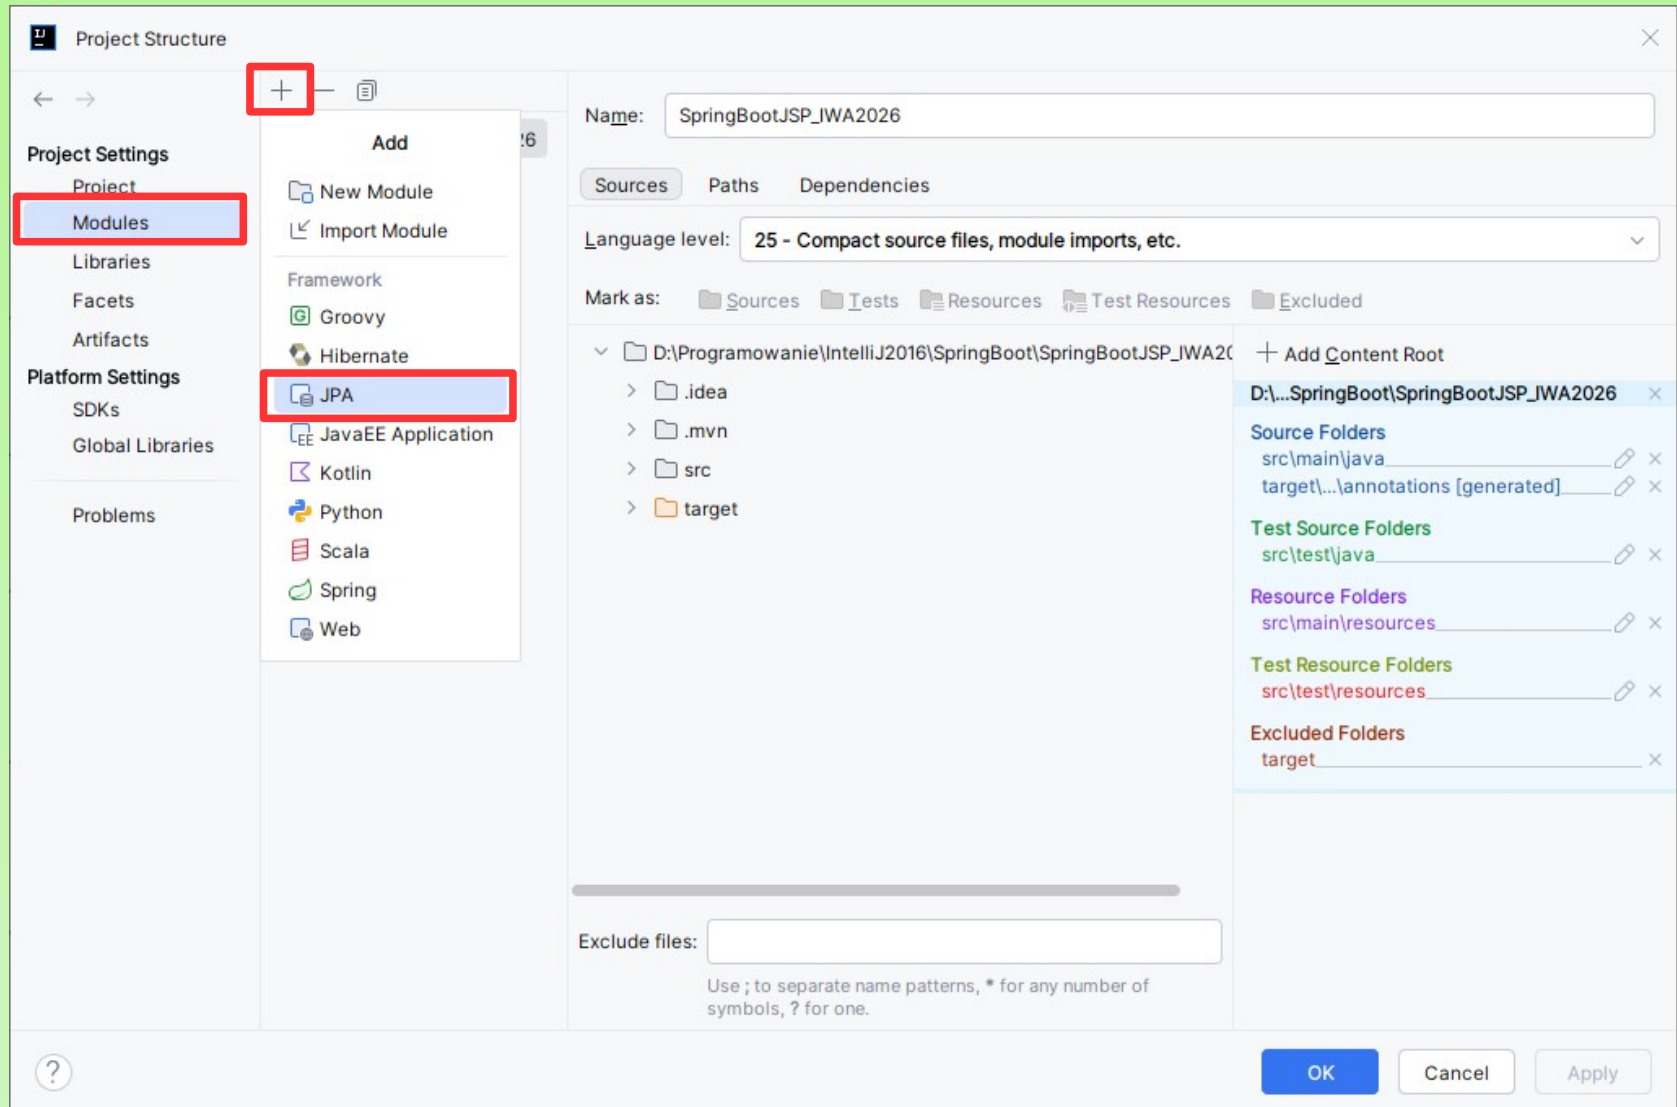 Project Structure
Project Settings
Project
Modules
Libraries
Facets
Artifacts
Platform Settings
SDKs
Global Libraries
Problems
Add
New Module
Import Module
Framework
Groovy
Hibernate
JPA
JavaEE Application
Kotlin
Python
Scala
Spring
Web
Name: SpringBootJSP_IWA2026
Sources Paths Dependencies
Language level: 25 - Compact source files, module imports, etc.
Mark as: Sources Tests Resources Test Resources Excluded
D:\Programowanie\IntelliJ2016\SpringBoot\SpringBootJSP_IWA20
.idea
.mvn
src
target
Add Content Root
D:\...SpringBoot\SpringBootJSP_IWA2026
Source Folders
src\main\java
target\...\annotations [generated]
Test Source Folders
src\test\java
Resource Folders
src\main\resources
Test Resource Folders
src\test\resources
Excluded Folders
target
Exclude files:
Use ; to separate name patterns, * for any number of
symbols, ? for one.
? OK Cancel Apply